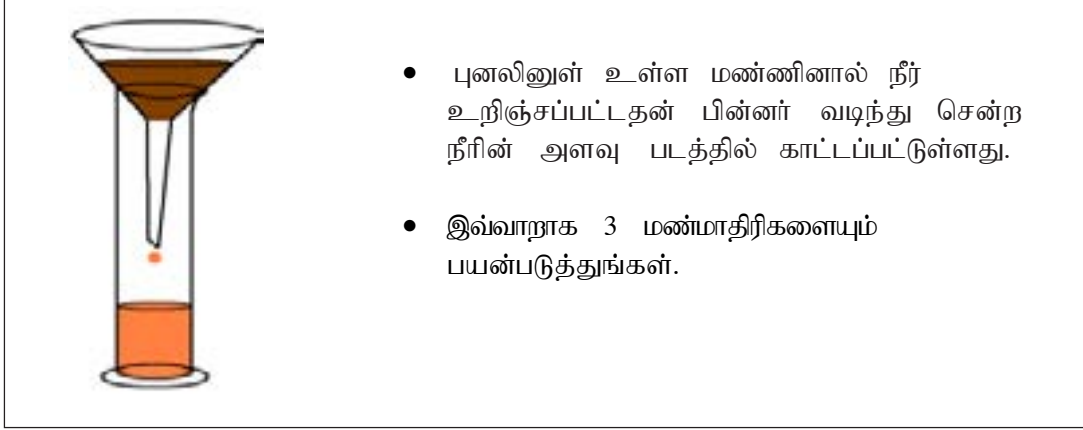 • புனலினுள் உள்ள மண்ணினால் நீர்
உறிஞ்சப்பட்டதன் பின்னர் வடிந்து சென்ற
நீரின் அளவு படத்தில் காட்டப்பட்டுள்ளது.
• இவ்வாறாக 3 மண்மாதிரிகளையும்
பயன்படுத்துங்கள்.